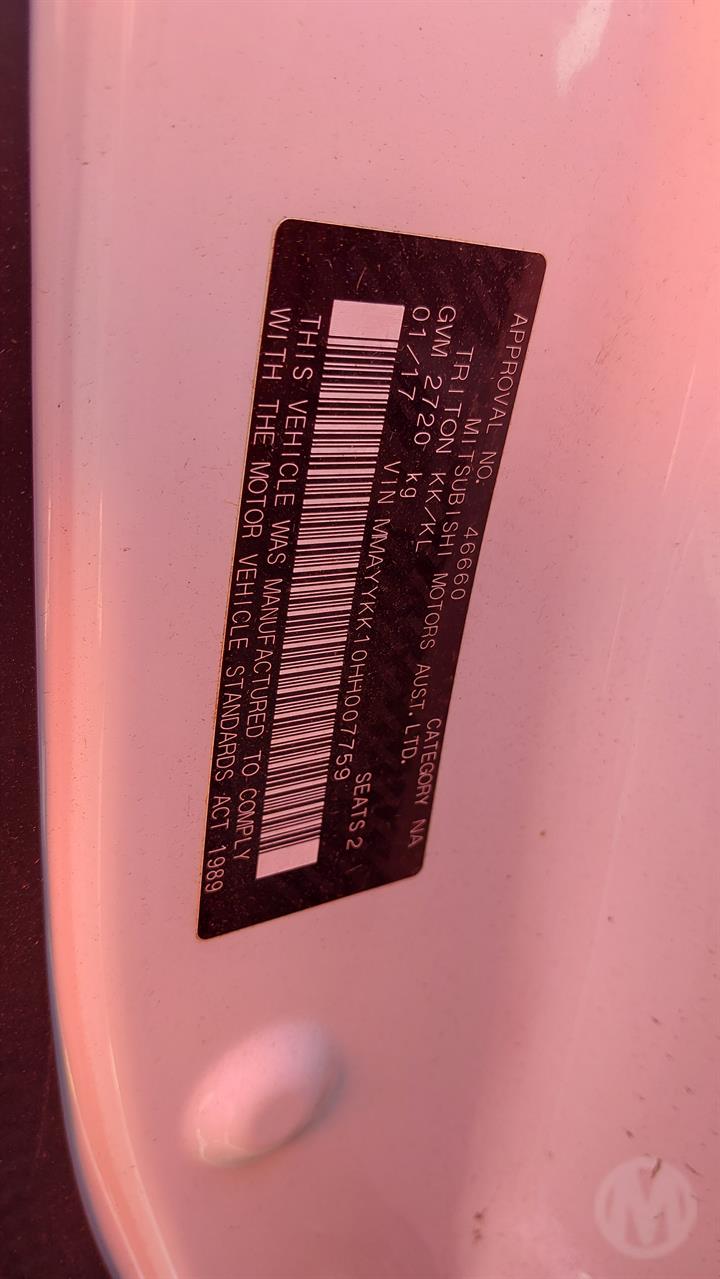 APPROVAL NO. 46660 CATEGORY NA
MITSUBISHI MOTORS AUST. LTD.
TRITON KK/KL
GVM 2720 kg SEATS 2
01/17 VIN MMAYYKK10HH007759
THIS VEHICLE WAS MANUFACTURED TO COMPLY
WITH THE MOTOR VEHICLE STANDARDS ACT 1989
M